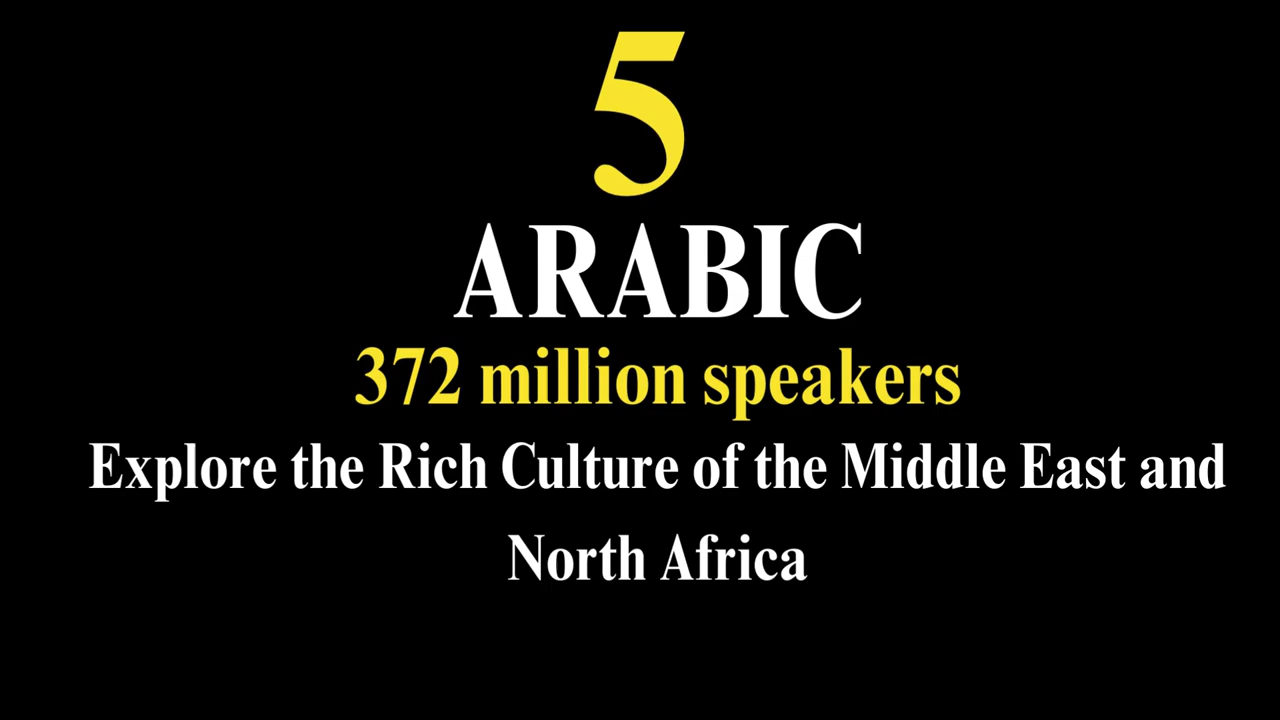 5
ARABIC
372 million speakers
Explore the Rich Culture of the Middle East and
North Africa